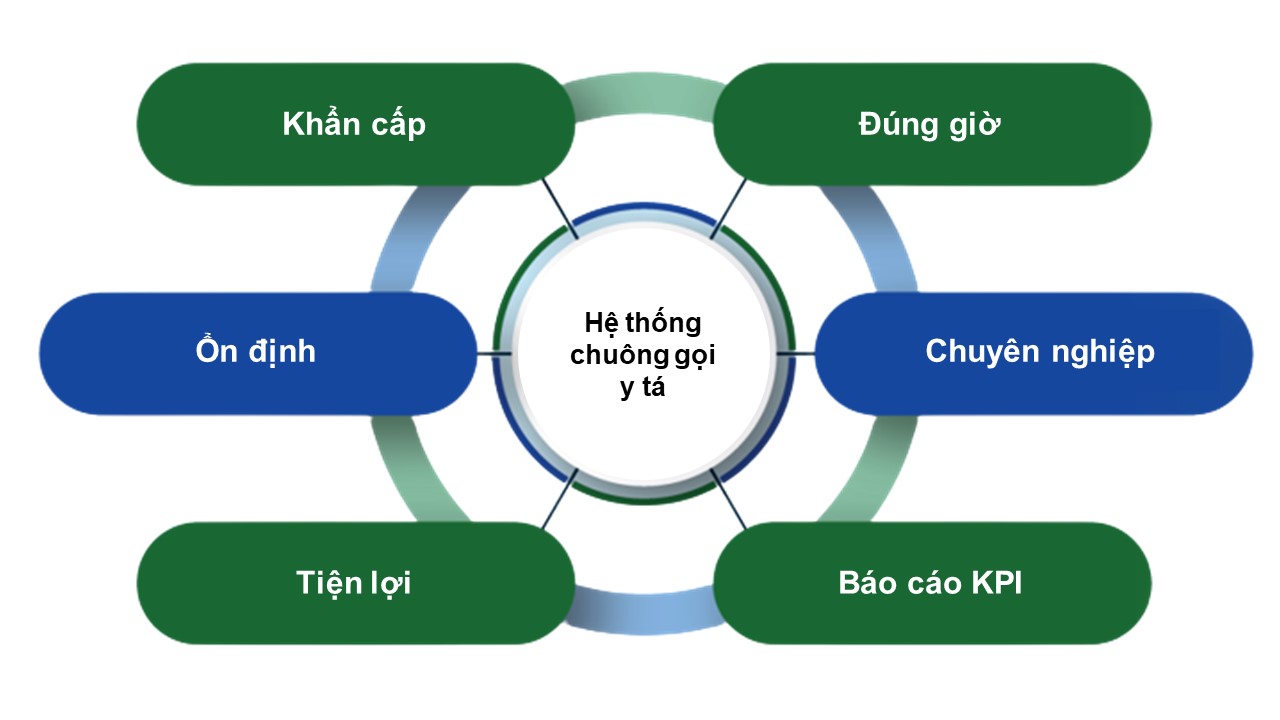 Khẩn cấp
Đúng giờ
Ổn định
Hệ thống
chuông gọi
y tá
Chuyên nghiệp
Tiện lợi
Báo cáo KPI